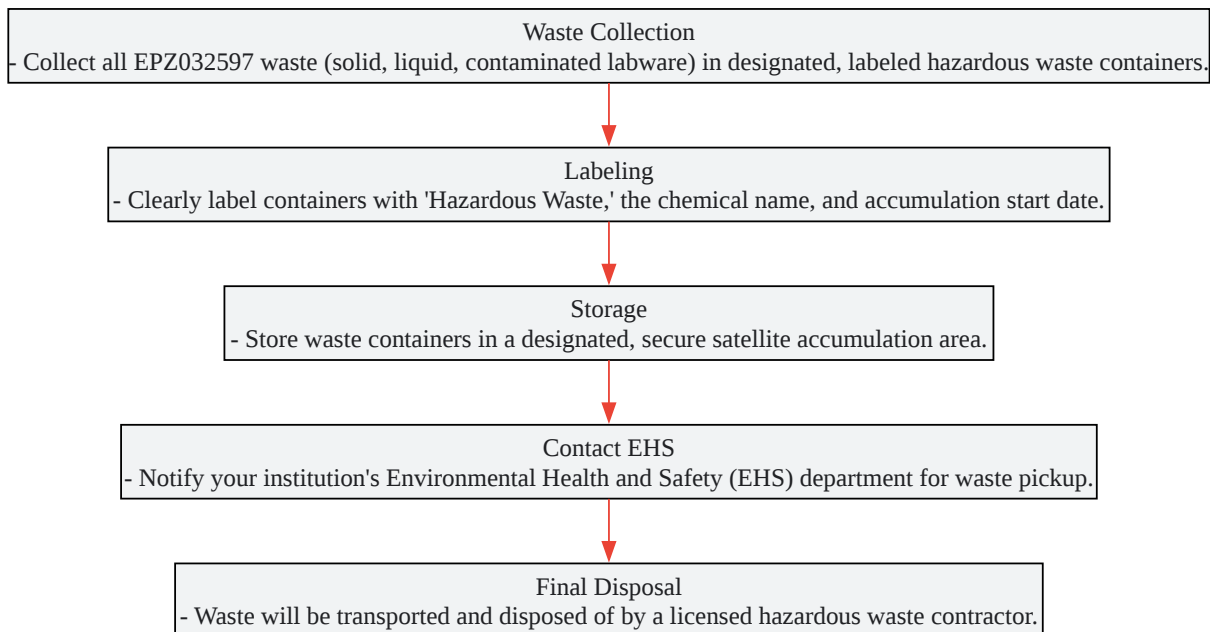 Waste Collection
- Collect all EPZ032597 waste (solid, liquid, contaminated labware) in designated, labeled hazardous waste containers.
Labeling
- Clearly label containers with 'Hazardous Waste,' the chemical name, and accumulation start date.
Storage
- Store waste containers in a designated, secure satellite accumulation area.
Contact EHS
- Notify your institution's Environmental Health and Safety (EHS) department for waste pickup.
Final Disposal
- Waste will be transported and disposed of by a licensed hazardous waste contractor.